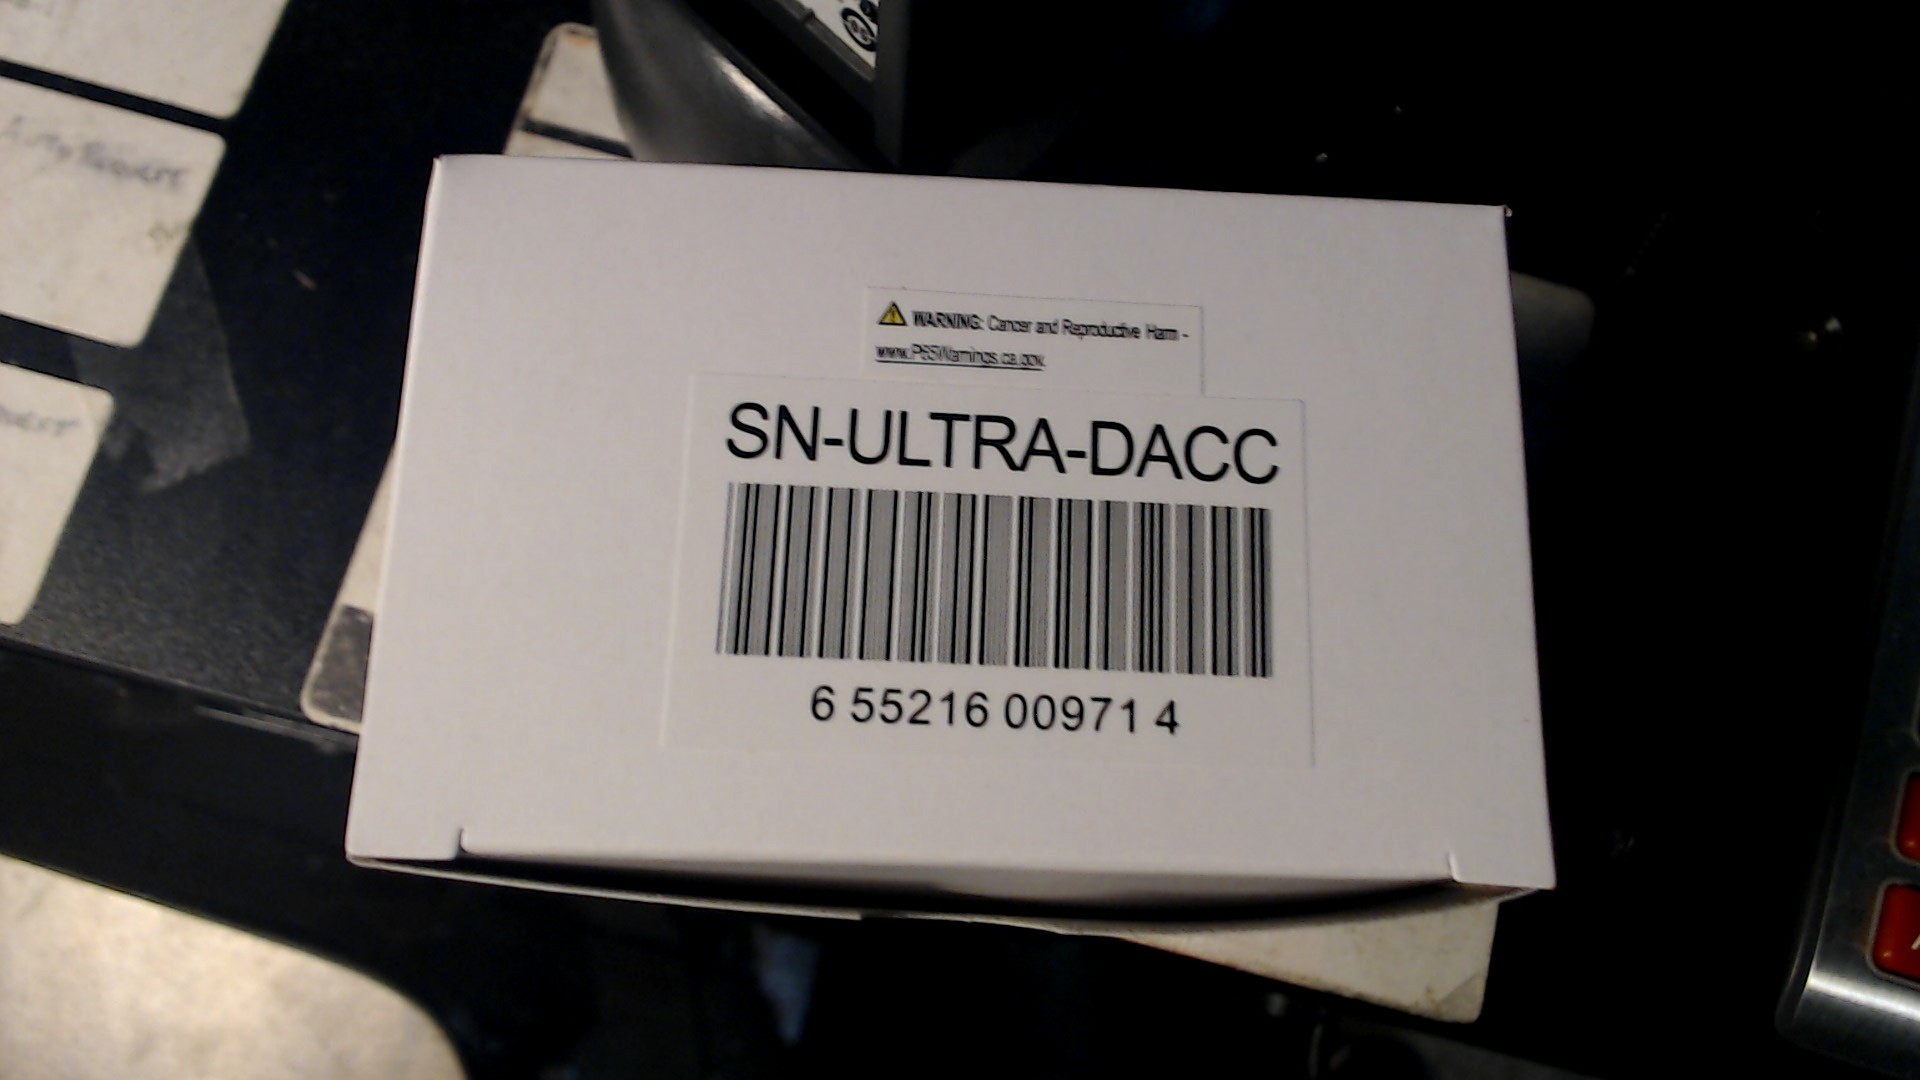 WARNING: Cancer and Reproductive Harm -
www.P65Warnings.ca.gov
SN-ULTRA-DACC
6 55216 00971 4